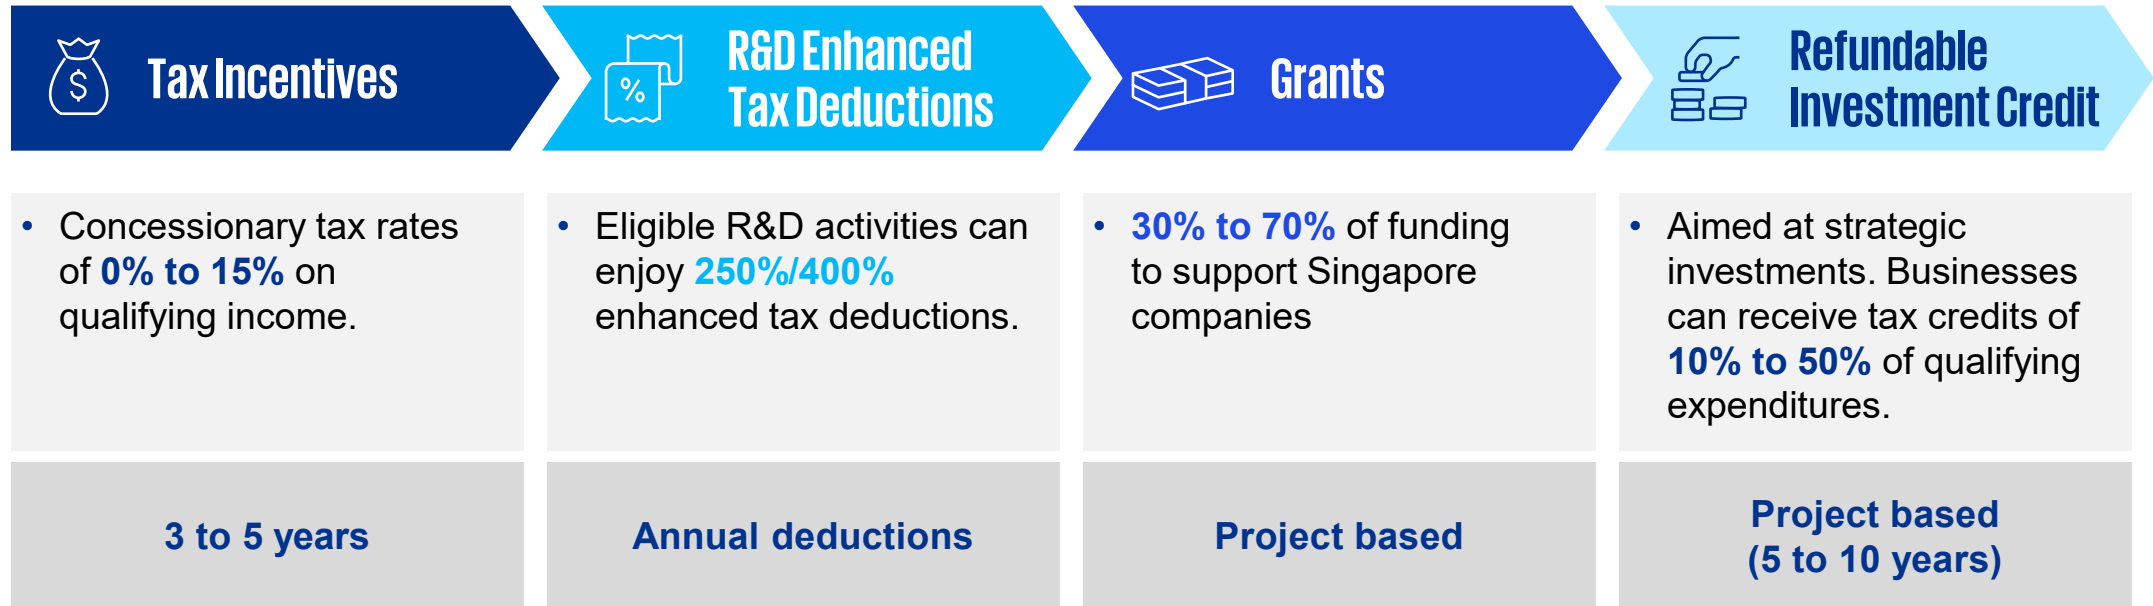 $
Tax Incentives
%
R&D Enhanced
Tax Deductions
Grants
Refundable
Investment Credit
• Concessionary tax rates
of 0% to 15% on
qualifying income.
• Eligible R&D activities can
enjoy 250%/400%
enhanced tax deductions.
• 30% to 70% of funding
to support Singapore
companies
• Aimed at strategic
investments. Businesses
can receive tax credits of
10% to 50% of qualifying
expenditures.
3 to 5 years
Annual deductions
Project based
Project based
(5 to 10 years)